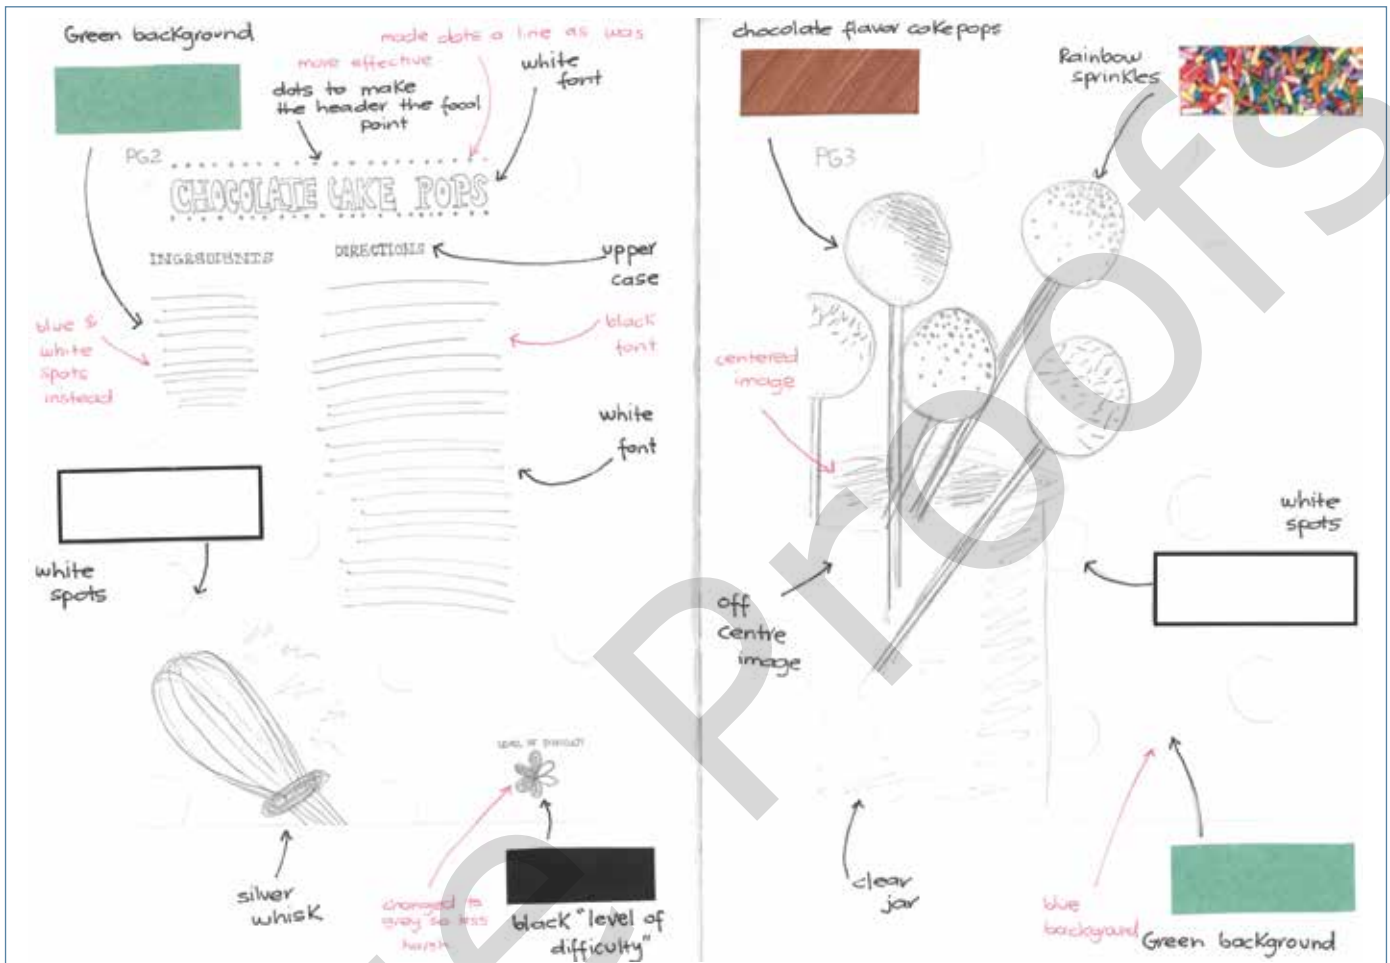 Green background
made dots a line as was
more effective
dots to make
the header the focal
point
white
font
PG2
CHOCOLATE CAKE POPS
INGREDIENTS
DIRECTIONS
upper
case
blue &
white
spots
instead
black
font
white
font
white
spots
LEVEL OF DIFFICULTY
silver
whisk
changed to
grey so less
harsh
black "level of
difficulty"
chocolate flavor cake pops
Rainbow
sprinkles
PG3
centered
image
off
centre
image
white
spots
clear
jar
blue
background
Green background
Proofs